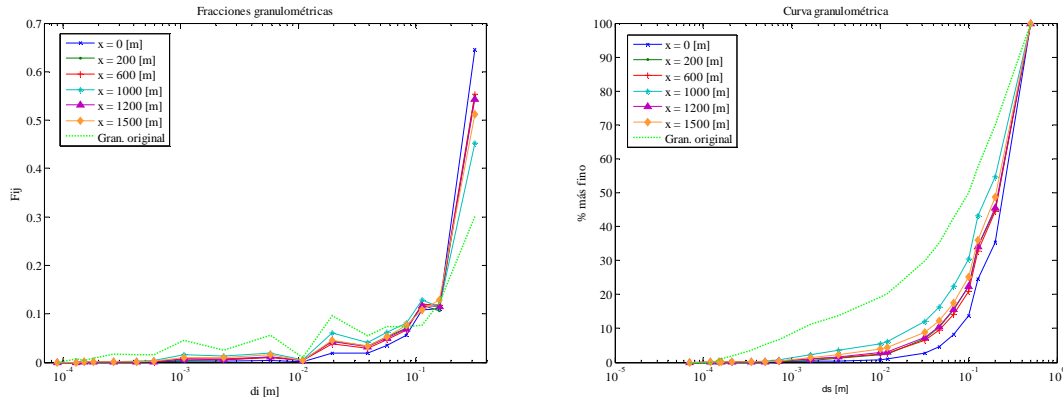 Fracciones granulométricas
0.7
0.6
0.5
0.4
0.3
0.2
0.1
0
Fij
x = 0 [m]
x = 200 [m]
x = 600 [m]
x = 1000 [m]
x = 1200 [m]
x = 1500 [m]
Gran. original
10-4
10-3
10-2
10-1
di [m]
Curva granulométrica
100
90
80
70
60
50
40
30
20
10
0
% más fino
x = 0 [m]
x = 200 [m]
x = 600 [m]
x = 1000 [m]
x = 1200 [m]
x = 1500 [m]
Gran. original
10-5
10-4
10-3
10-2
10-1
100
ds [m]